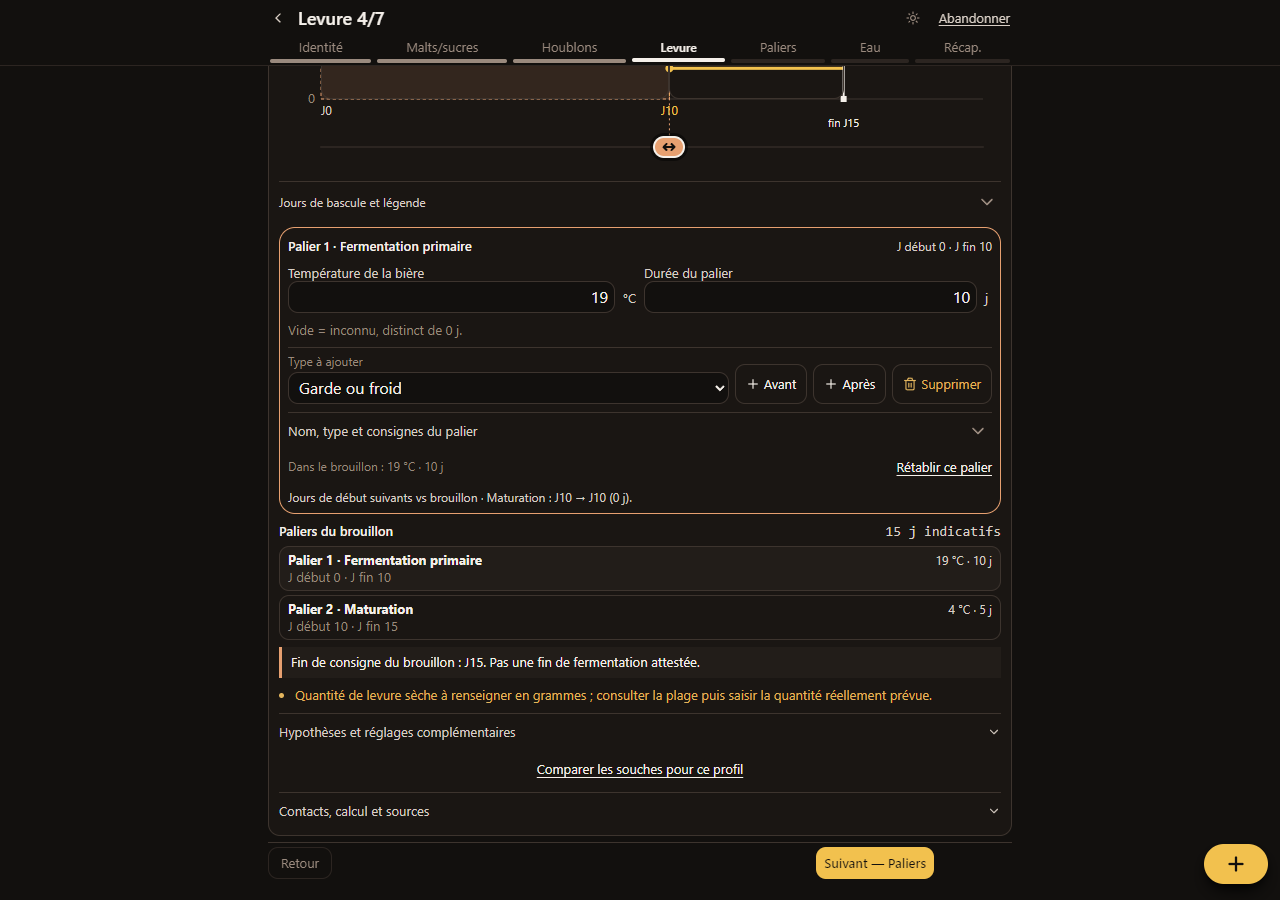 Levure 4/7
Abandonner
Identité Malts/sucres Houblons Levure Paliers Eau Récap.
0
J0 J10
fin J15
Jours de bascule et légende
Palier 1 · Fermentation primaire J début 0 · J fin 10
Température de la bière Durée du palier
19 °C 10 j
Vide = inconnu, distinct de 0 j.
Type à ajouter
Garde ou froid + Avant + Après Supprimer
Nom, type et consignes du palier
Dans le brouillon : 19 °C · 10 j Rétablir ce palier
Jours de début suivants vs brouillon · Maturation : J10 → J10 (0 j).
Paliers du brouillon 15 j indicatifs
Palier 1 · Fermentation primaire 19 °C · 10 j
J début 0 · J fin 10
Palier 2 · Maturation 4 °C · 5 j
J début 10 · J fin 15
Fin de consigne du brouillon : J15. Pas une fin de fermentation attestée.
• Quantité de levure sèche à renseigner en grammes ; consulter la plage puis saisir la quantité réellement prévue.
Hypothèses et réglages complémentaires
Comparer les souches pour ce profil
Contacts, calcul et sources
Retour Suivant — Paliers
+